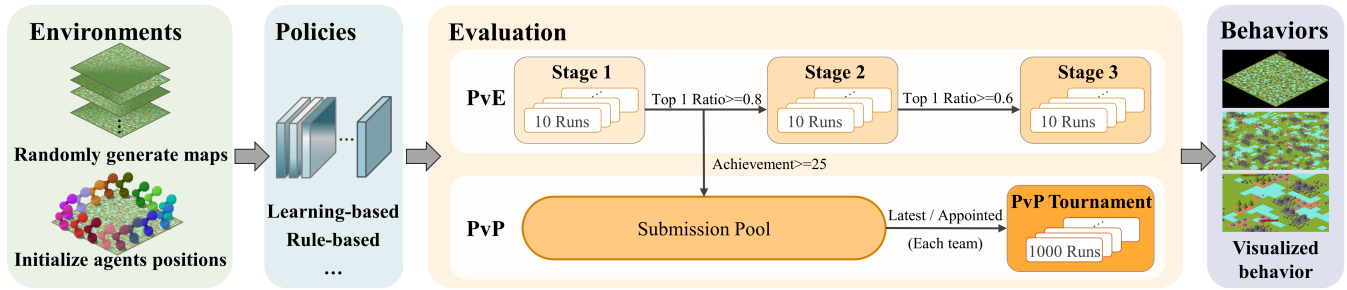 Environments
Randomly generate maps
Initialize agents positions
Policies
Learning-based
Rule-based
...
Evaluation
PvE
Stage 1
...
10 Runs
Top 1 Ratio>=0.8
Stage 2
...
10 Runs
Top 1 Ratio>=0.6
Stage 3
...
10 Runs
Achievement>=25
PvP
Submission Pool
Latest / Appointed
(Each team)
PvP Tournament
...
1000 Runs
Behaviors
Visualized
behavior